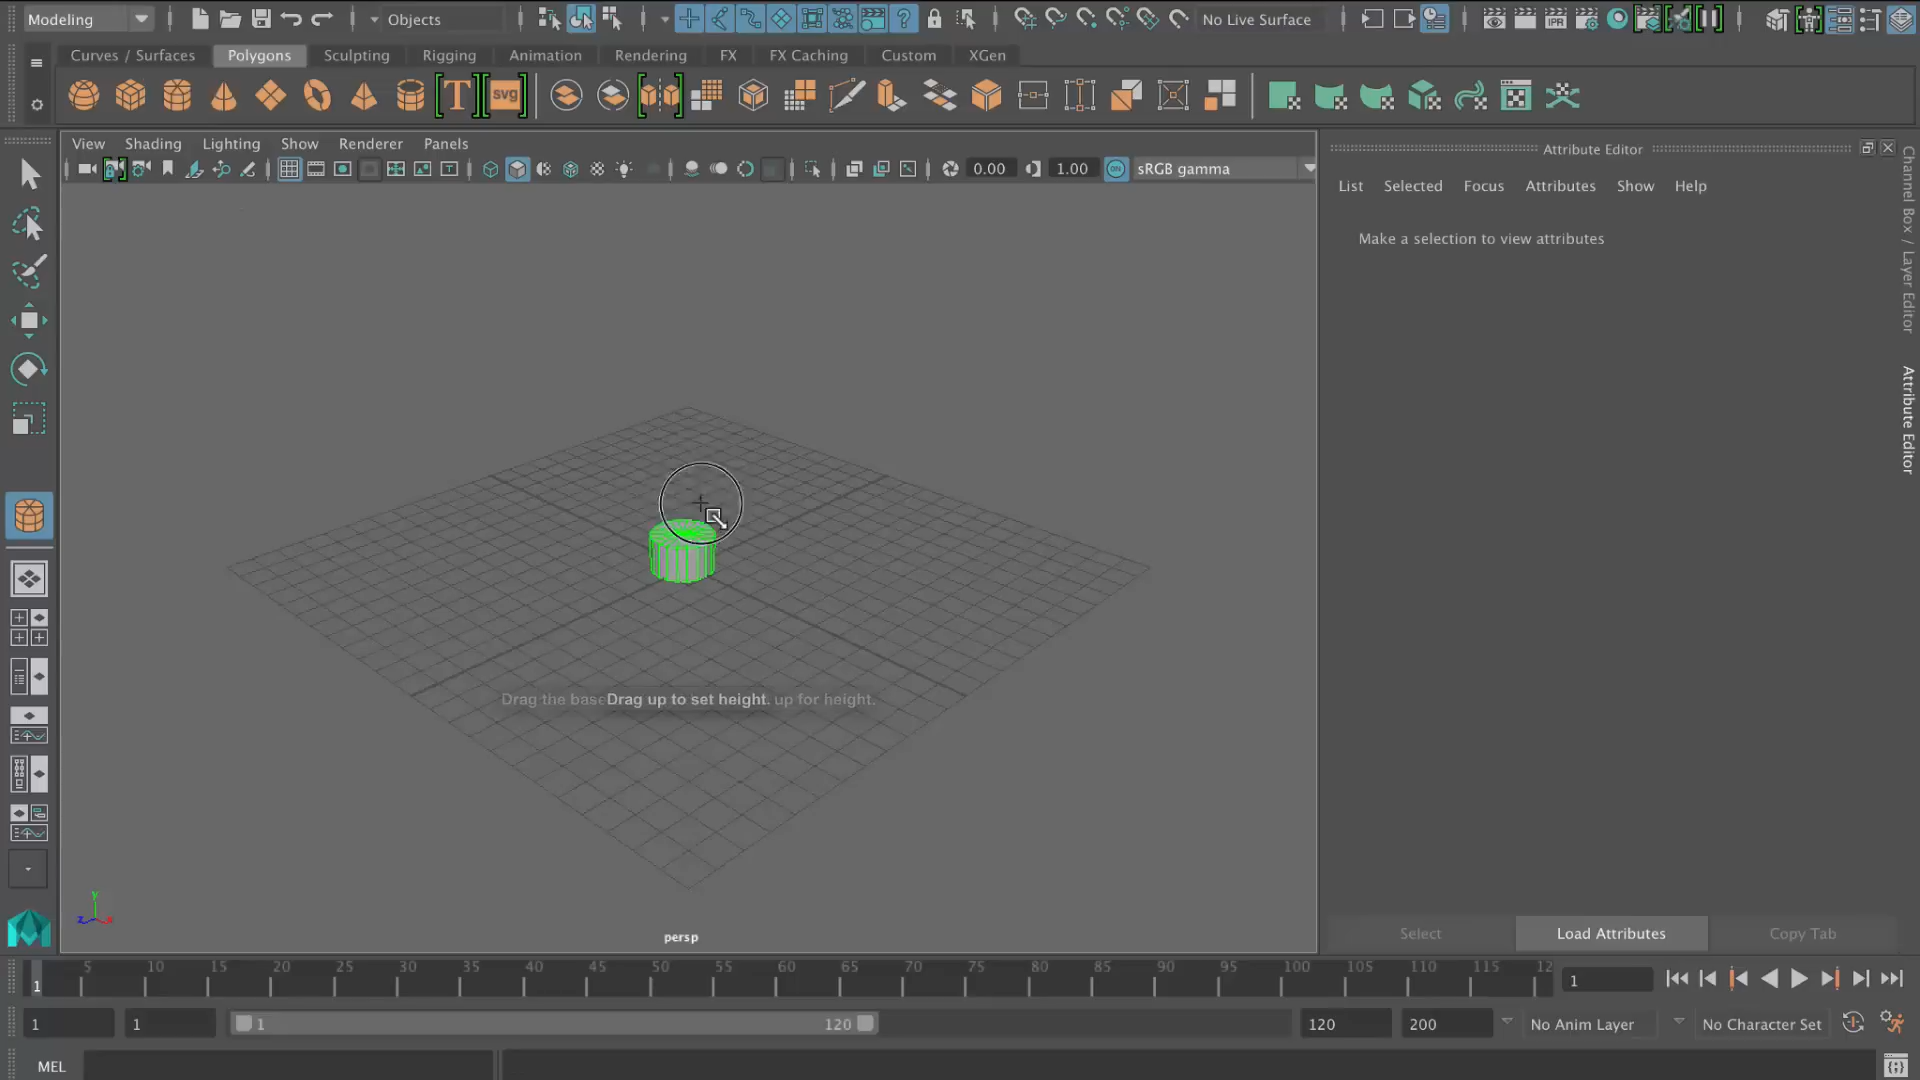 Modeling Objects No Live Surface
Curves / Surfaces Polygons Sculpting Rigging Animation Rendering FX FX Caching Custom XGen
T svg
View Shading Lighting Show Renderer Panels
IPR
0.00 1.00 ON sRGB gamma
Attribute Editor
List Selected Focus Attributes Show Help
Make a selection to view attributes
Channel Box / Layer Editor
Attribute Editor
Drag the base Drag up to set height. up for height.
y
z x
persp
Select Load Attributes Copy Tab
1 5 10 15 20 25 30 35 40 45 50 55 60 65 70 75 80 85 90 95 100 105 110 115 12 1
1 1 1 120 120 200 No Anim Layer No Character Set
MEL